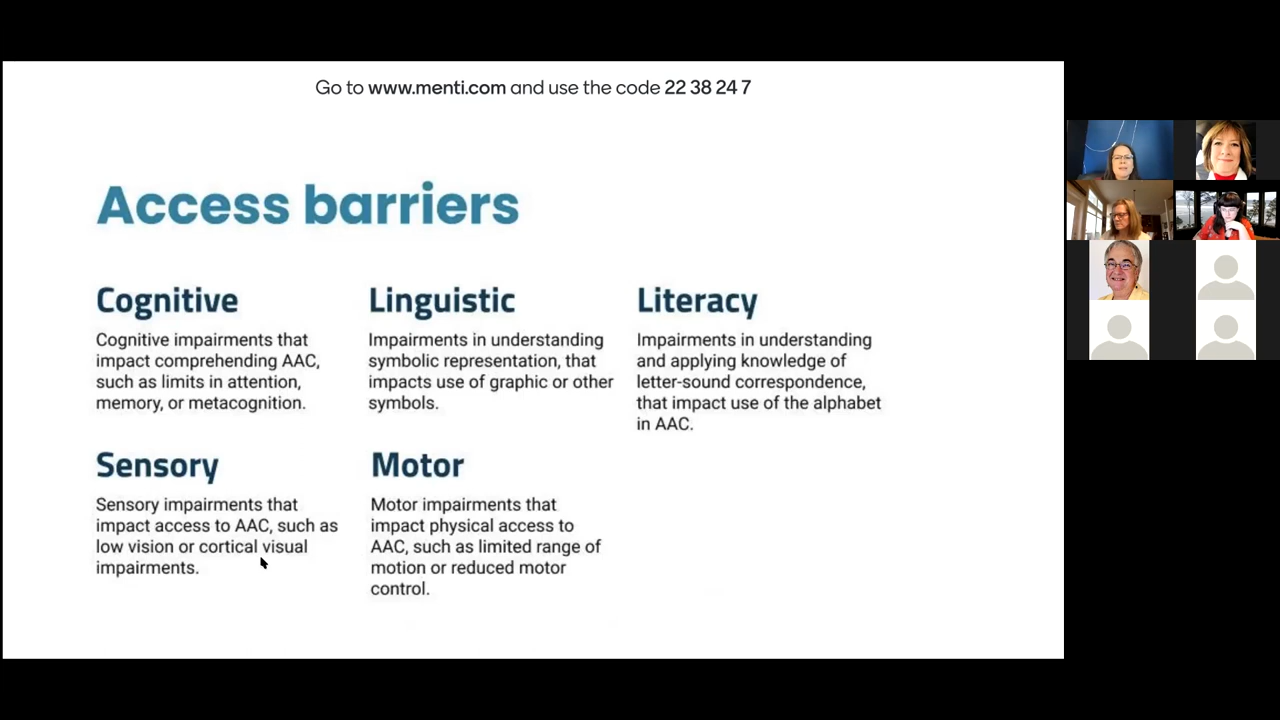 Go to www.menti.com and use the code 22 38 24 7
Access barriers
Cognitive
Cognitive impairments that
impact comprehending AAC,
such as limits in attention,
memory, or metacognition.
Linguistic
Impairments in understanding
symbolic representation, that
impacts use of graphic or other
symbols.
Literacy
Impairments in understanding
and applying knowledge of
letter-sound correspondence,
that impact use of the alphabet
in AAC.
Sensory
Sensory impairments that
impact access to AAC, such as
low vision or cortical visual
impairments.
Motor
Motor impairments that
impact physical access to
AAC, such as limited range of
motion or reduced motor
control.